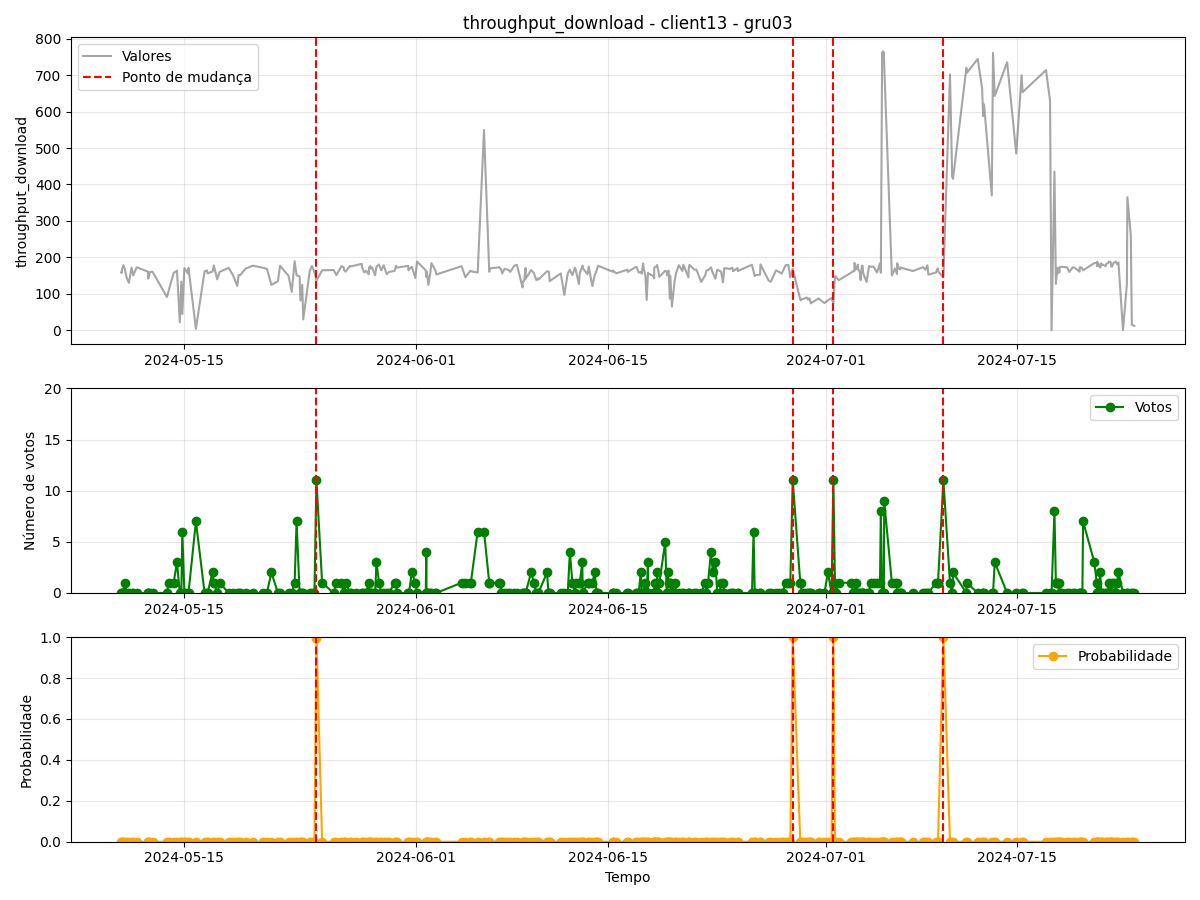 throughput_download - client13 - gru03
Valores
Ponto de mudança
throughput_download
800
700
600
500
400
300
200
100
0
2024-05-15 2024-06-01 2024-06-15 2024-07-01 2024-07-15
Votos
Número de votos
20
15
10
5
0
2024-05-15 2024-06-01 2024-06-15 2024-07-01 2024-07-15
Probabilidade
Probabilidade
1.0
0.8
0.6
0.4
0.2
0.0
2024-05-15 2024-06-01 2024-06-15 2024-07-01 2024-07-15
Tempo